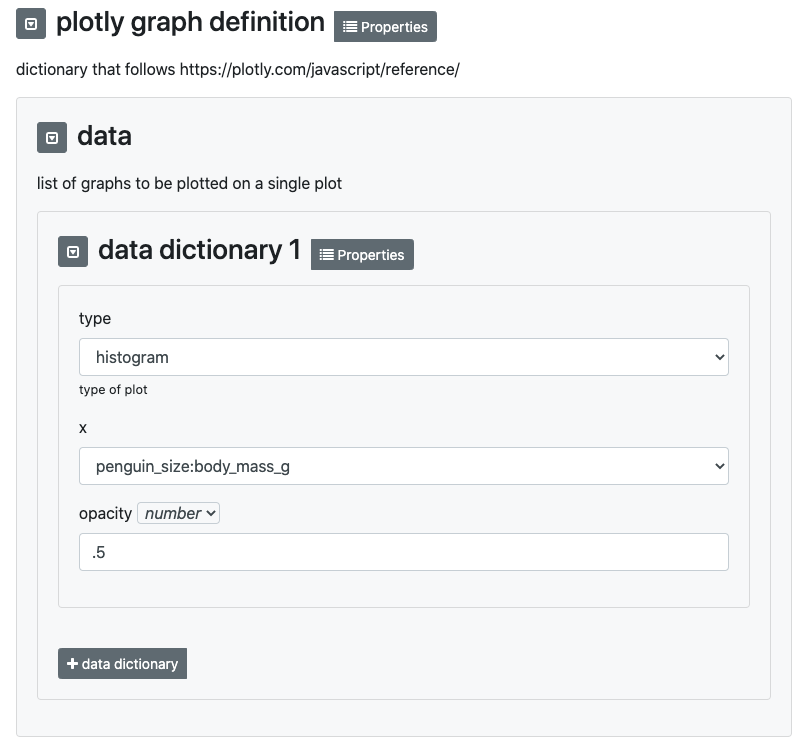 plotly graph definition Properties
dictionary that follows https://plotly.com/javascript/reference/
data
list of graphs to be plotted on a single plot
data dictionary 1 Properties
type
histogram
type of plot
x
penguin_size:body_mass_g
opacity number
.5
+ data dictionary